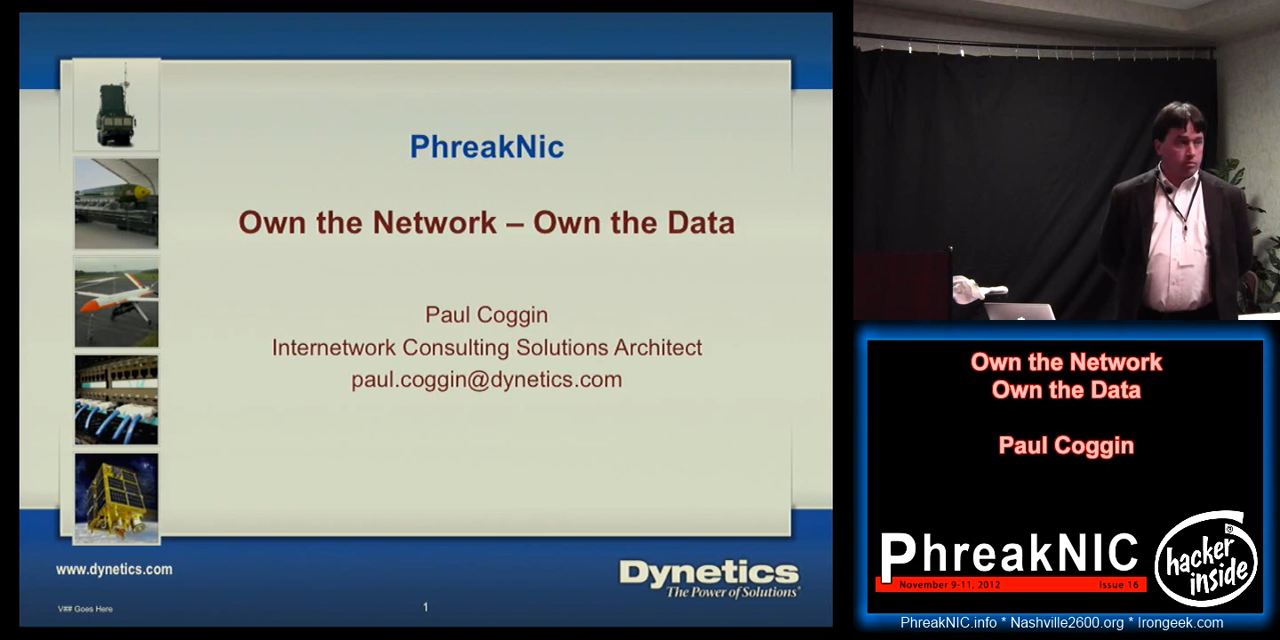 PhreakNic
Own the Network – Own the Data
Paul Coggin
Internetwork Consulting Solutions Architect
paul.coggin@dynetics.com
www.dynetics.com
Dynetics
The Power of Solutions
V## Goes Here
1
Own the Network
Own the Data
Paul Coggin
PhreakNIC
November 9-11, 2012
Issue 16
hacker
inside
PhreakNIC.info * Nashville2600.org * Irongeek.com